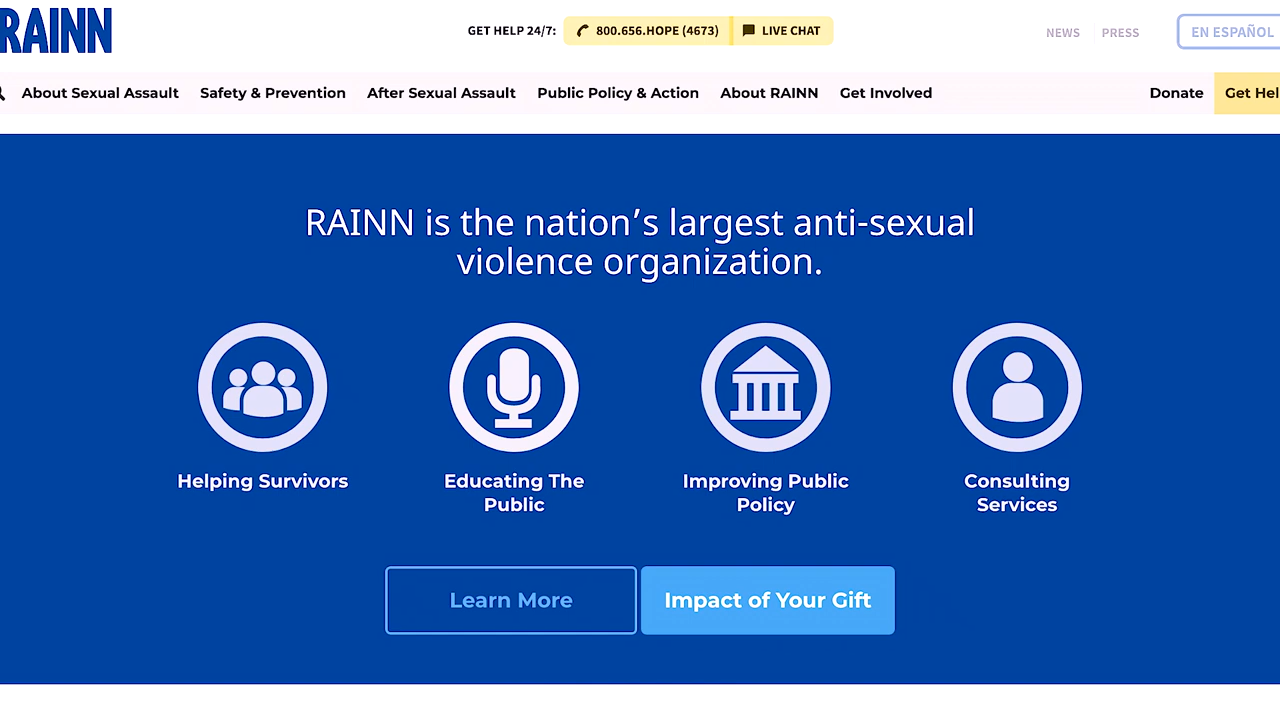 RAINN
GET HELP 24/7: 800.656.HOPE (4673) LIVE CHAT
NEWS PRESS EN ESPAÑOL
About Sexual Assault Safety & Prevention After Sexual Assault Public Policy & Action About RAINN Get Involved Donate Get Hel
RAINN is the nation’s largest anti-sexual
violence organization.
Helping Survivors
Educating The
Public
Improving Public
Policy
Consulting
Services
Learn More
Impact of Your Gift